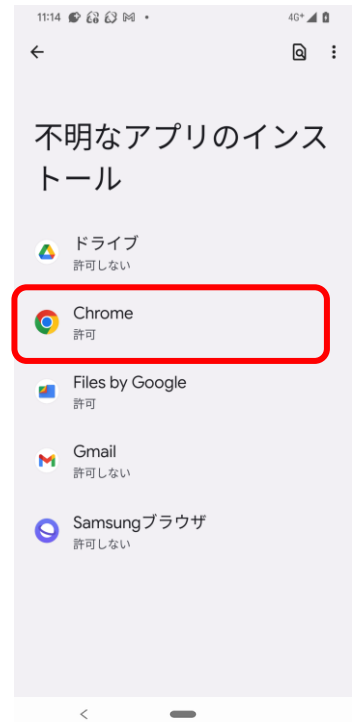 11:14
4G+
不明なアプリのインス
トール
ドライブ
許可しない
Chrome
許可
Files by Google
許可
Gmail
許可しない
Samsungブラウザ
許可しない